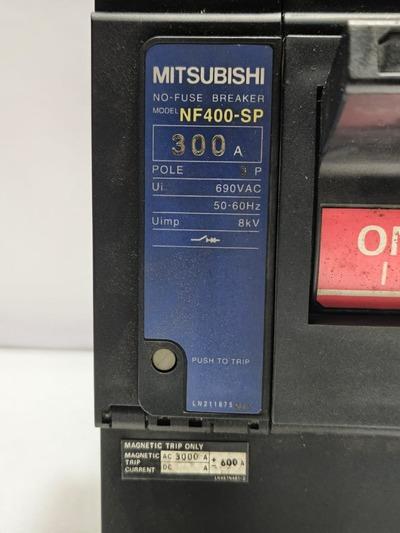 MITSUBISHI
NO-FUSE BREAKER
MODEL NF400-SP
300 A
POLE 3 P
Ui 690VAC
50-60Hz
Uimp 8kV
PUSH TO TRIP
ON
I
MAGNETIC TRIP ONLY
MAGNETIC TRIP CURRENT
AC 3000 A
DC A
± 600 A